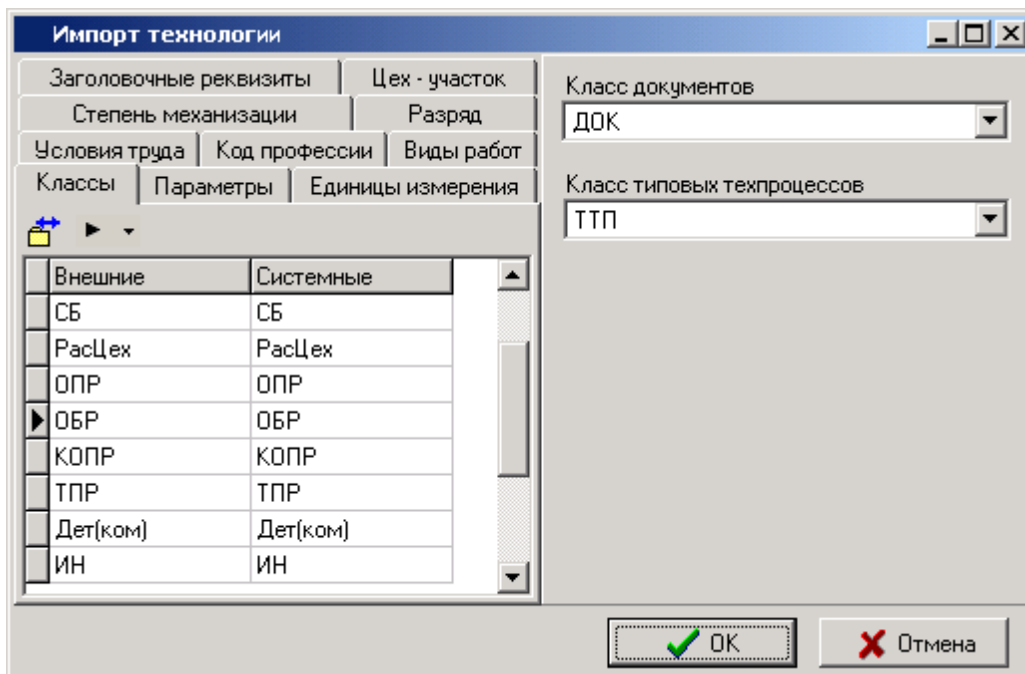 Импорт технологии
Заголовочные реквизиты Цех - участок
Степень механизации Разряд
Условия труда Код профессии Виды работ
Классы Параметры Единицы измерения
Внешние Системные
СБ СБ
РасЦех РасЦех
ОПР ОПР
ОБР ОБР
КОПР КОПР
ТПР ТПР
Дет(ком) Дет(ком)
ИН ИН
Класс документов
ДОК
Класс типовых техпроцессов
ТТП
OK Отмена